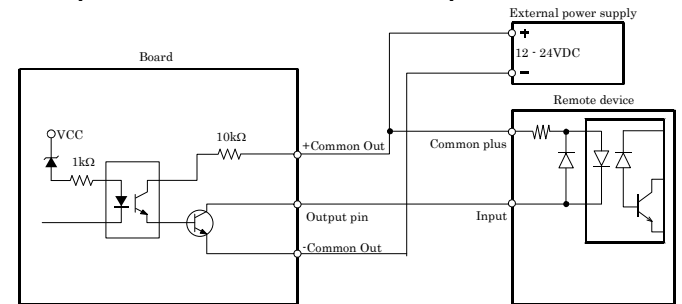 External power supply
+
12 - 24VDC
−
Board
Remote device
VCC
1kΩ
10kΩ
+Common Out
Common plus
Output pin
Input
-Common Out